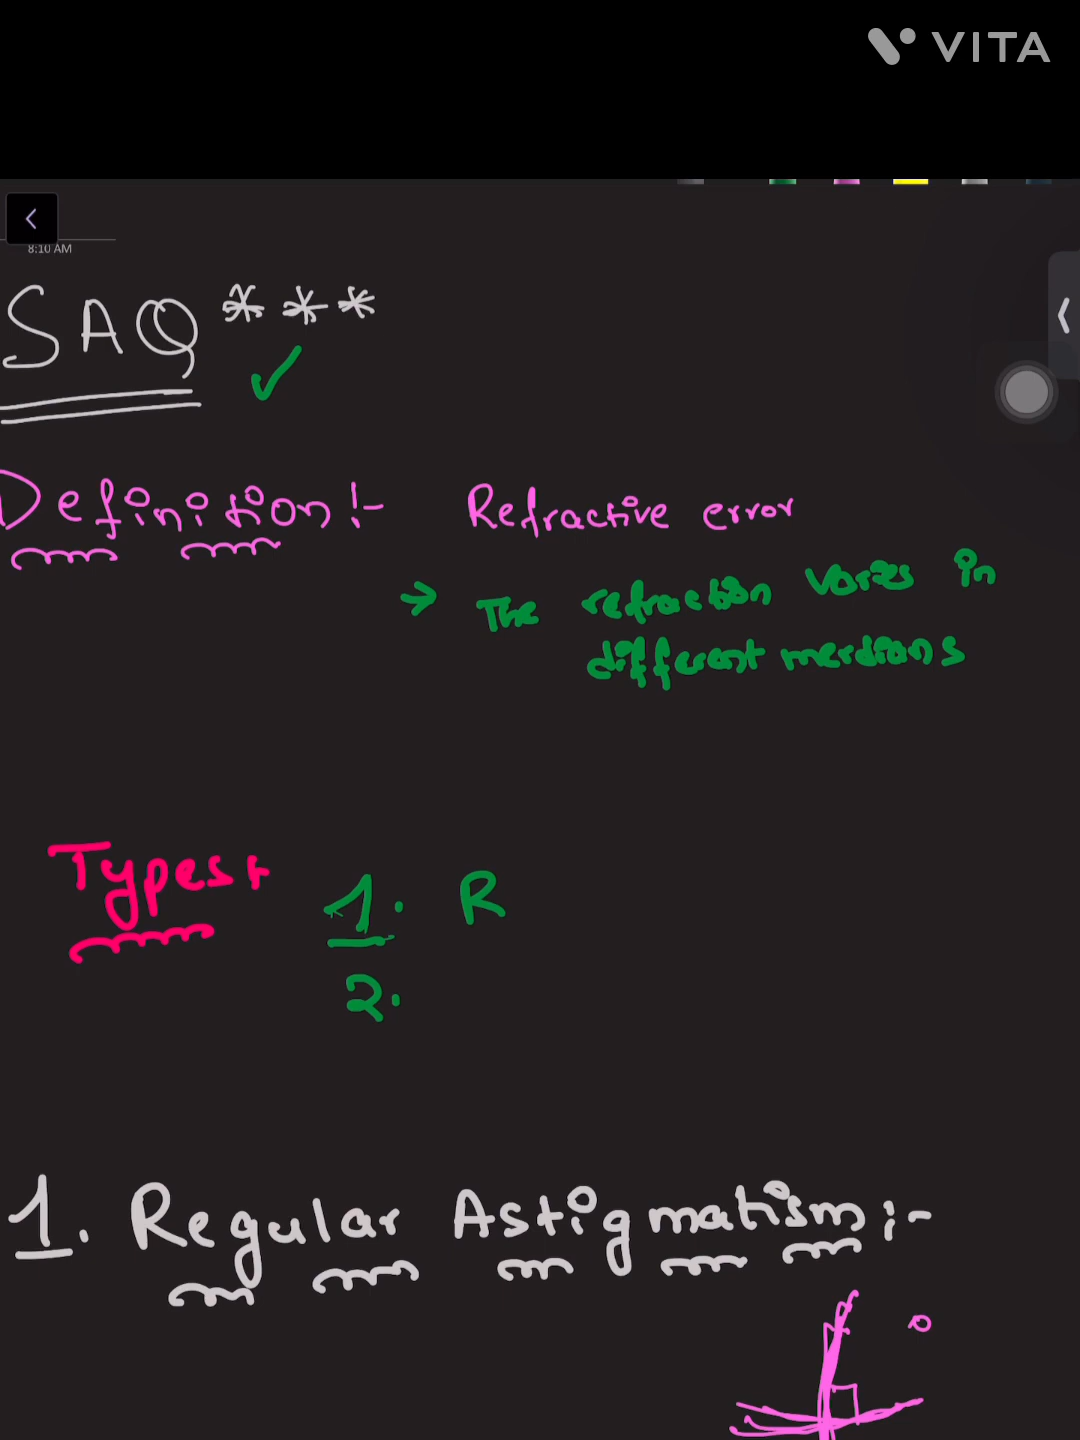 VITA
8:10 AM
SAQ ***
Definition :- Refractive error
→ The refraction varies in
different merdians
Types :-
1. R
2.
1. Regular Astigmatism :-